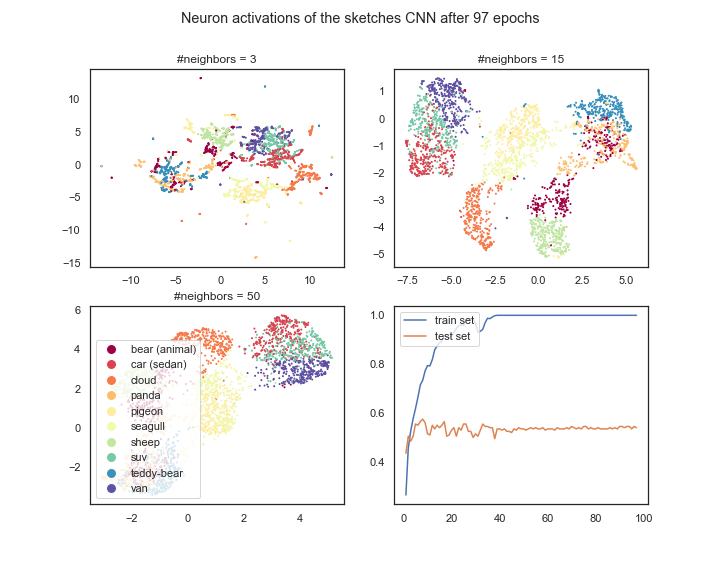 Neuron activations of the sketches CNN after 97 epochs
#neighbors = 3
10
5
0
−5
−10
−15
−10
−5
0
5
10
#neighbors = 15
1
0
−1
−2
−3
−4
−5
−7.5
−5.0
−2.5
0.0
2.5
5.0
#neighbors = 50
6
4
2
0
−2
−2
0
2
4
bear (animal)
car (sedan)
cloud
panda
pigeon
seagull
sheep
suv
teddy-bear
van
1.0
0.8
0.6
0.4
0
20
40
60
80
100
train set
test set